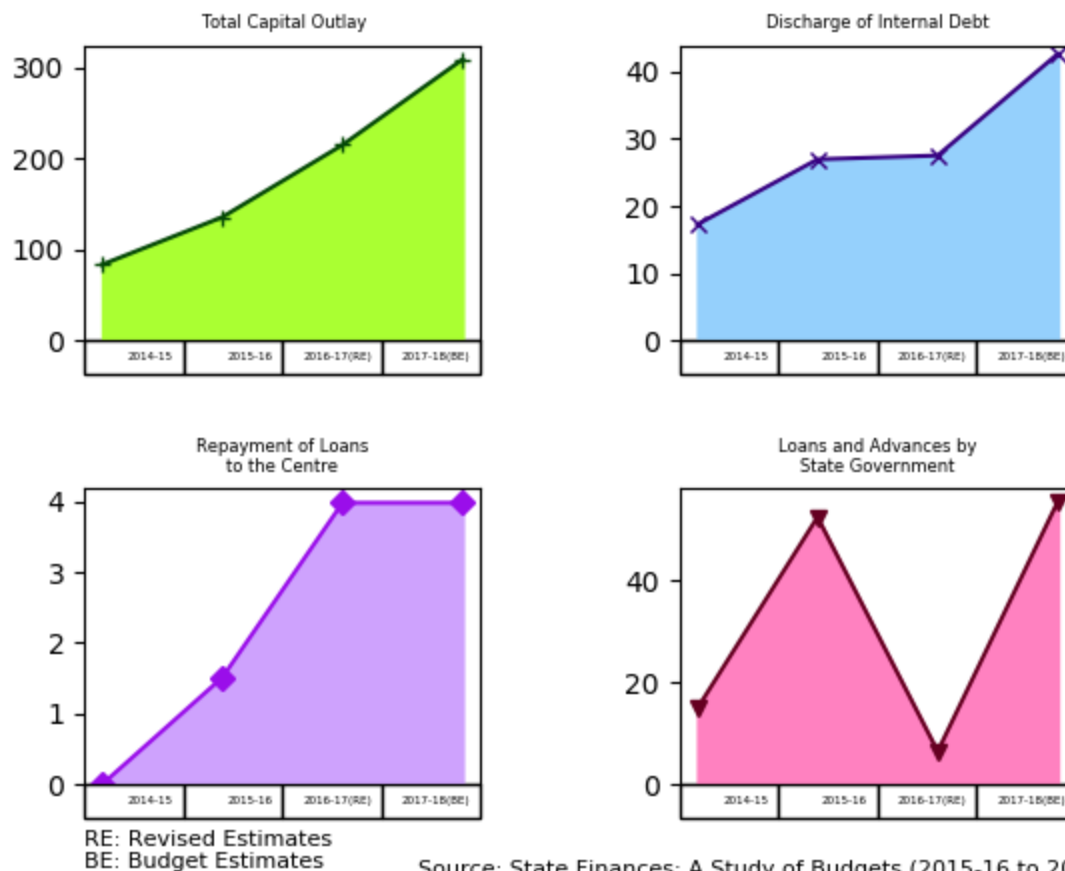 Total Capital Outlay
300
200
100
0
2014-15 2015-16 2016-17(RE) 2017-18(BE)
Discharge of Internal Debt
40
30
20
10
0
2014-15 2015-16 2016-17(RE) 2017-18(BE)
Repayment of Loans
to the Centre
4
3
2
1
0
2014-15 2015-16 2016-17(RE) 2017-18(BE)
Loans and Advances by
State Government
40
20
0
2014-15 2015-16 2016-17(RE) 2017-18(BE)
RE: Revised Estimates
BE: Budget Estimates
Source: State Finances: A Study of Budgets (2015-16 to